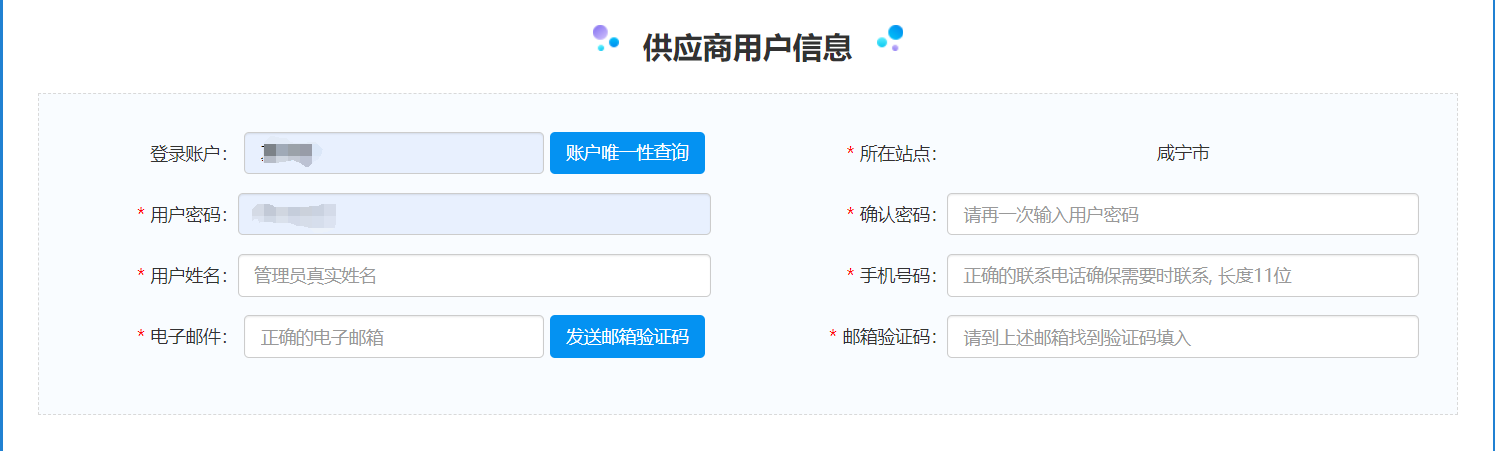 供应商用户信息
登录账户： 账户唯一性查询 * 所在站点： 咸宁市
* 用户密码： * 确认密码： 请再一次输入用户密码
* 用户姓名： 管理员真实姓名 * 手机号码： 正确的联系电话确保需要时联系, 长度11位
* 电子邮件： 正确的电子邮箱 发送邮箱验证码 * 邮箱验证码： 请到上述邮箱找到验证码填入